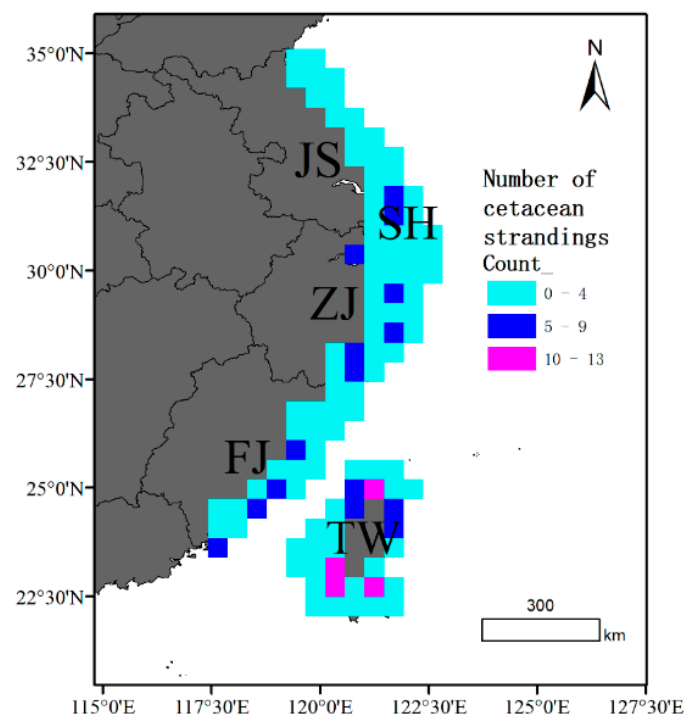 35°0'N
N
32°30'N
JS
Number of
cetacean
strandings
Count_
SH
30°0'N
0 - 4
ZJ
5 - 9
10 - 13
27°30'N
FJ
25°0'N
TW
22°30'N
300
km
115°0'E 117°30'E 120°0'E 122°30'E 125°0'E 127°30'E